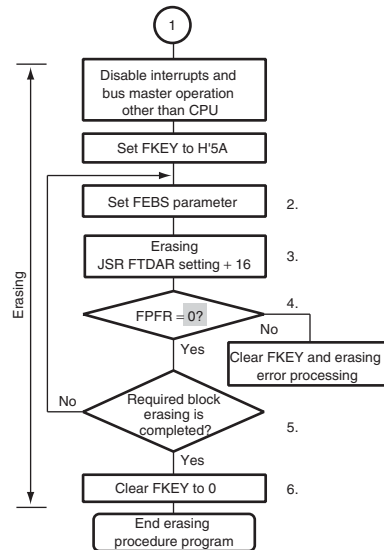 1
Disable interrupts and
bus master operation
other than CPU
Set FKEY to H'5A
Set FEBS parameter
2.
Erasing
JSR FTDAR setting + 16
3.
Erasing
FPFR = 0?
4.
No
Yes
Clear FKEY and erasing
error processing
No
Required block
erasing is
completed?
5.
Yes
Clear FKEY to 0
6.
End erasing
procedure program